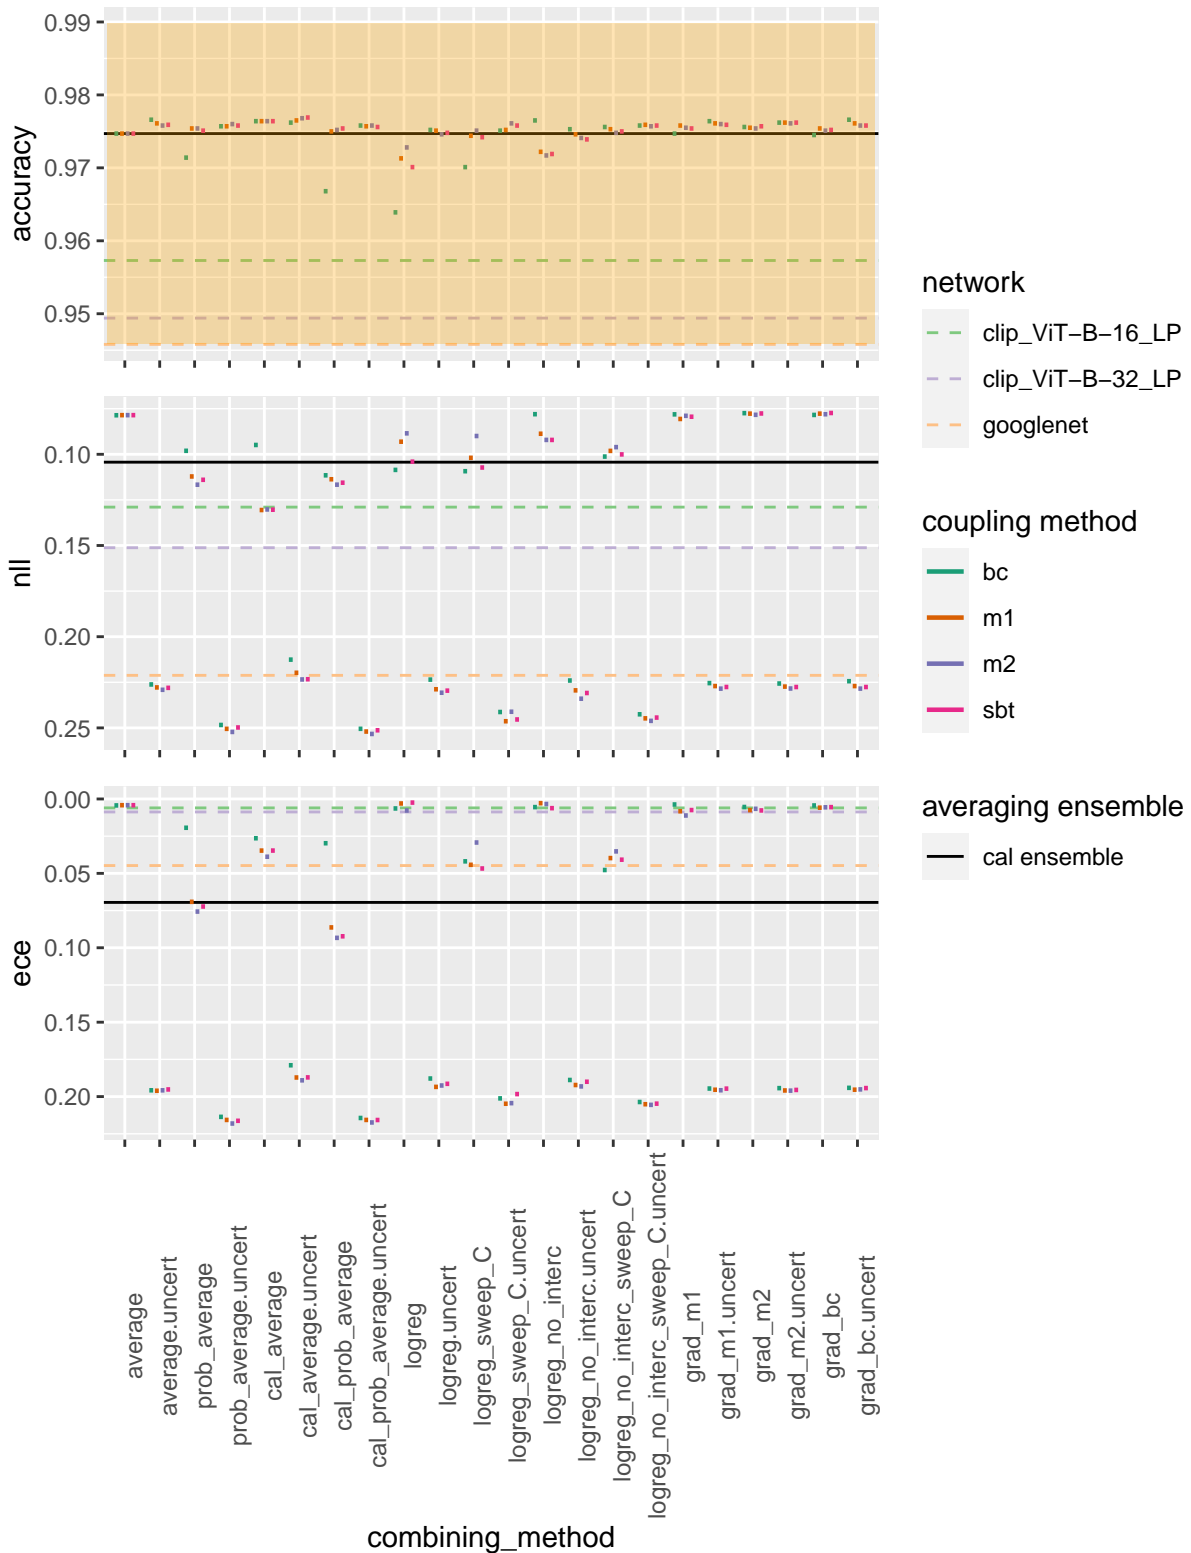 0.99
0.98
0.97
0.96
0.95
accuracy
0.10
0.15
0.20
0.25
nll
0.00
0.05
0.10
0.15
0.20
ece
average
average.uncert
prob_average
prob_average.uncert
cal_average
cal_average.uncert
cal_prob_average
cal_prob_average.uncert
logreg
logreg.uncert
logreg_sweep_C
logreg_sweep_C.uncert
logreg_no_interc
logreg_no_interc.uncert
logreg_no_interc_sweep_C
logreg_no_interc_sweep_C.uncert
grad_m1
grad_m1.uncert
grad_m2
grad_m2.uncert
grad_bc
grad_bc.uncert
combining_method
network
clip_ViT−B−16_LP
clip_ViT−B−32_LP
googlenet
coupling method
bc
m1
m2
sbt
averaging ensemble
cal ensemble